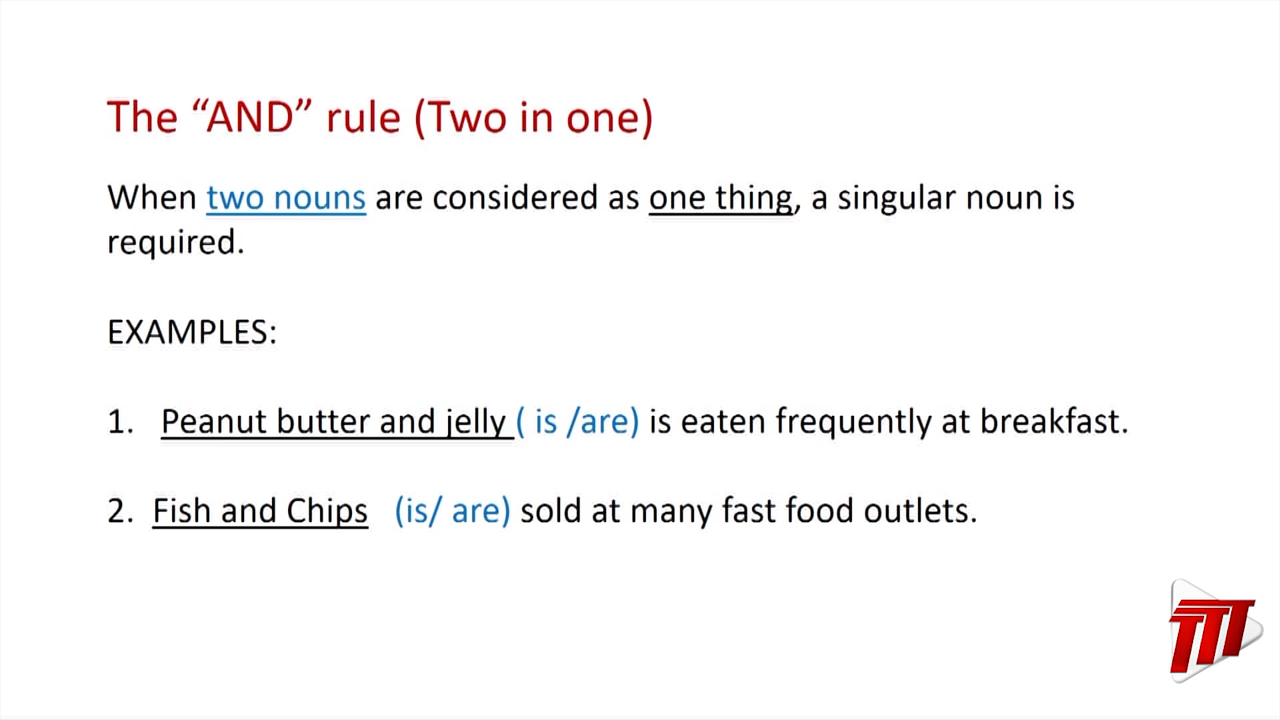 The “AND” rule (Two in one)
When two nouns are considered as one thing, a singular noun is
required.
EXAMPLES:
1. Peanut butter and jelly ( is /are) is eaten frequently at breakfast.
2. Fish and Chips (is/ are) sold at many fast food outlets.
TTT